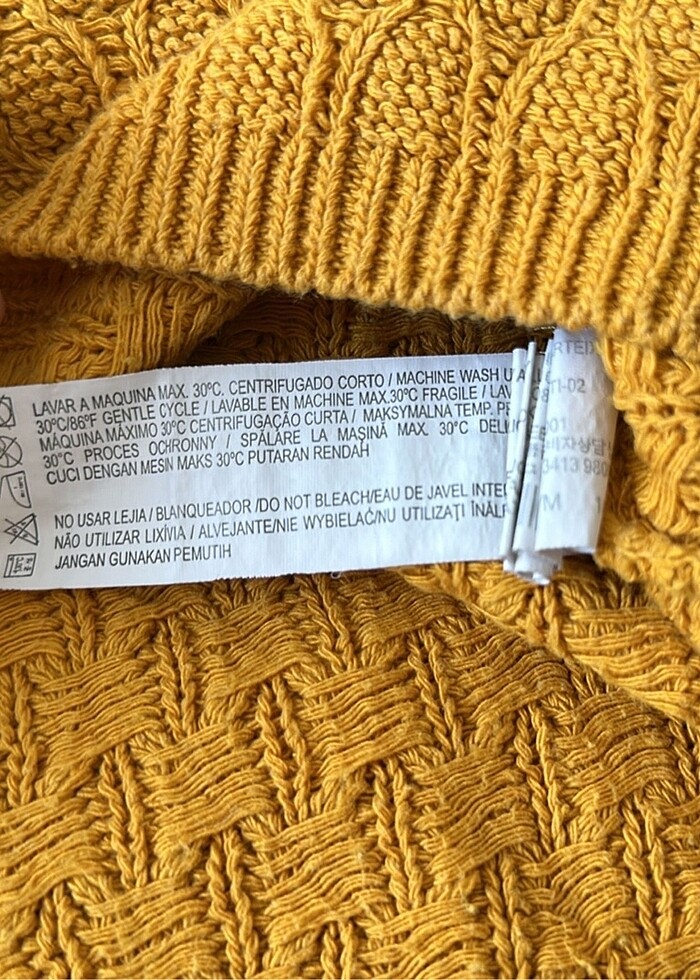 LAVAR A MAQUINA MAX. 30ºC. CENTRIFUGADO CORTO / MACHINE WASH
30ºC/86ºF GENTLE CYCLE / LAVABLE EN MACHINE MAX.30ºC FRAGILE /
MÁQUINA MÁXIMO 30ºC CENTRIFUGAÇÃO CURTA / MAKSYMALNA TEMP.
30°C PROCES OCHRONNY / SPĂLARE LA MAŞINĂ MAX. 30°C
CUCI DENGAN MESIN MAKS 30ºC PUTARAN RENDAH
NO USAR LEJIA / BLANQUEADOR /DO NOT BLEACH/EAU DE JAVEL
NÃO UTILIZAR LIXÍVIA / ALVEJANTE/NIE WYBIELAĆ/NU UTILIZAŢI
JANGAN GUNAKAN PEMUTIH